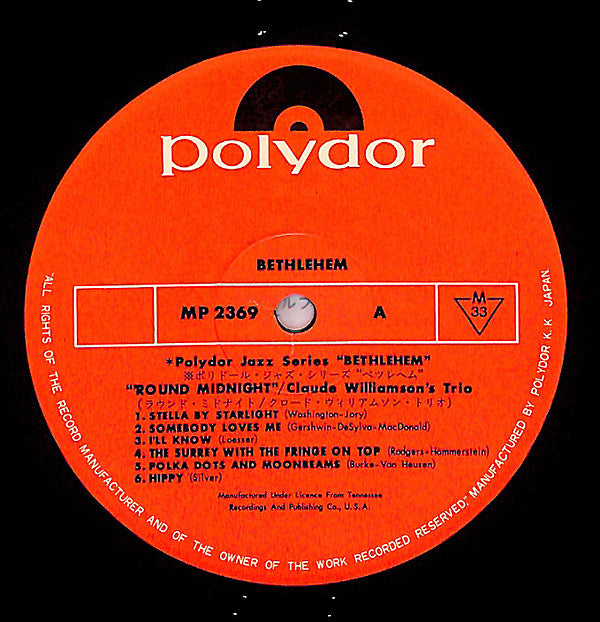 polydor
BETHLEHEM
MP 2369
A
M
33
*Polydor Jazz Series "BETHLEHEM"
※ポリドール・ジャズ・シリーズ "ベツレヘム"
"'ROUND MIDNIGHT"/Claude Williamson's Trio
(ラウンド・ミドナイト/クロード・ヴィリアムソン・トリオ)
1. STELLA BY STARLIGHT (Washington-Jory)
2. SOMEBODY LOVES ME (Gershwin-DeSylva-MacDonald)
3. I'LL KNOW (Loesser)
4. THE SURREY WITH THE FRINGE ON TOP (Rodgers-Hommerstein)
5. POLKA DOTS AND MOONBEAMS (Burke-Van Heusen)
6. HIPPY (Silver)
Manufactured Under Licence From Tennessee
Recordings And Publishing Co., U.S.A.
"ALL RIGHTS OF THE RECORD MANUFACTURER AND OF THE OWNER OF THE WORK RECORDED RESERVED," MANUFACTURED BY POLYDOR K. K. JAPAN.